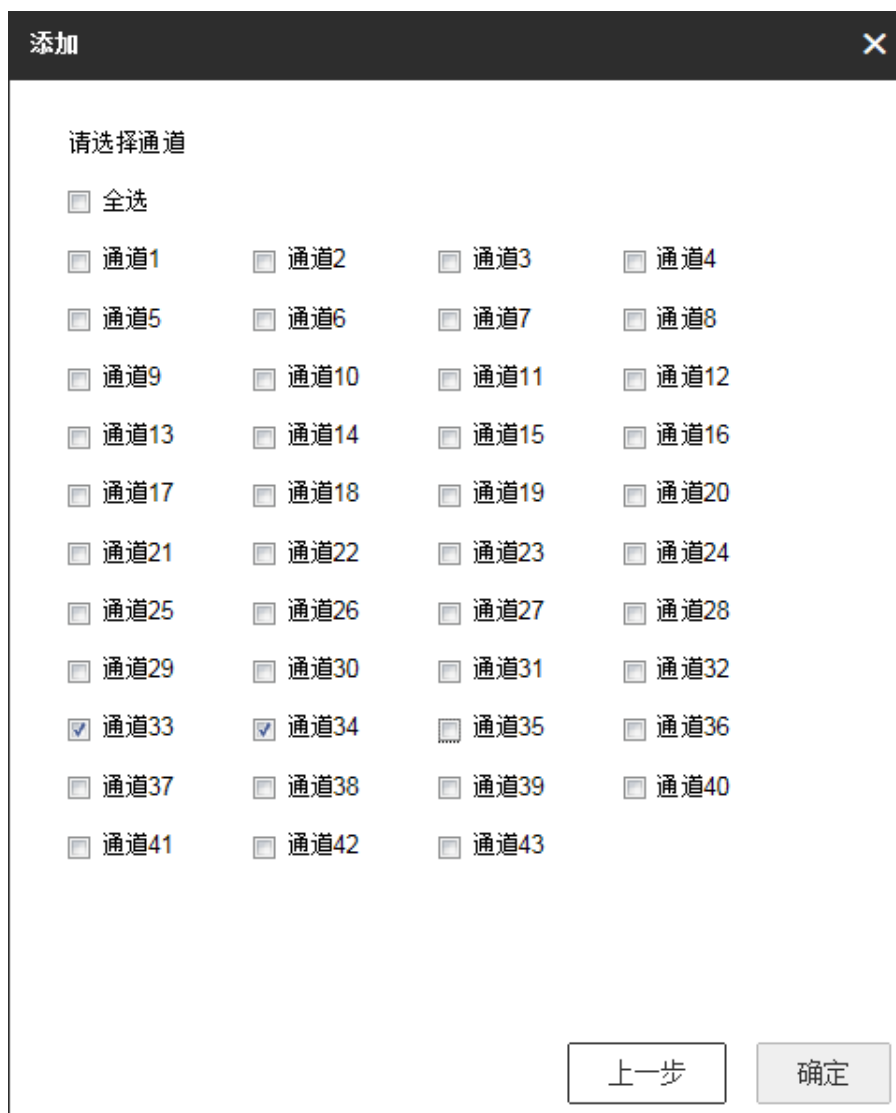 添加
请选择通道
全选
通道1 通道2 通道3 通道4
通道5 通道6 通道7 通道8
通道9 通道10 通道11 通道12
通道13 通道14 通道15 通道16
通道17 通道18 通道19 通道20
通道21 通道22 通道23 通道24
通道25 通道26 通道27 通道28
通道29 通道30 通道31 通道32
通道33 通道34 通道35 通道36
通道37 通道38 通道39 通道40
通道41 通道42 通道43
上一步 确定